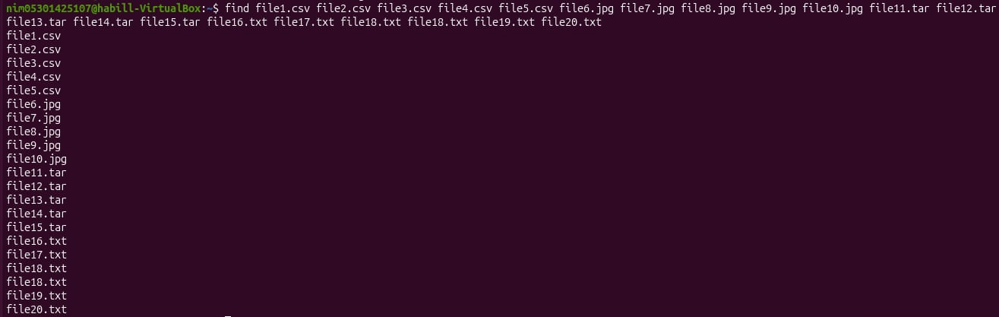 nim05301425107@habill-VirtualBox:~$ find file1.csv file2.csv file3.csv file4.csv file5.csv file6.jpg file7.jpg file8.jpg file9.jpg file10.jpg file11.tar file12.tar
file13.tar file14.tar file15.tar file16.txt file17.txt file18.txt file18.txt file19.txt file20.txt
file1.csv
file2.csv
file3.csv
file4.csv
file5.csv
file6.jpg
file7.jpg
file8.jpg
file9.jpg
file10.jpg
file11.tar
file12.tar
file13.tar
file14.tar
file15.tar
file16.txt
file17.txt
file18.txt
file18.txt
file19.txt
file20.txt